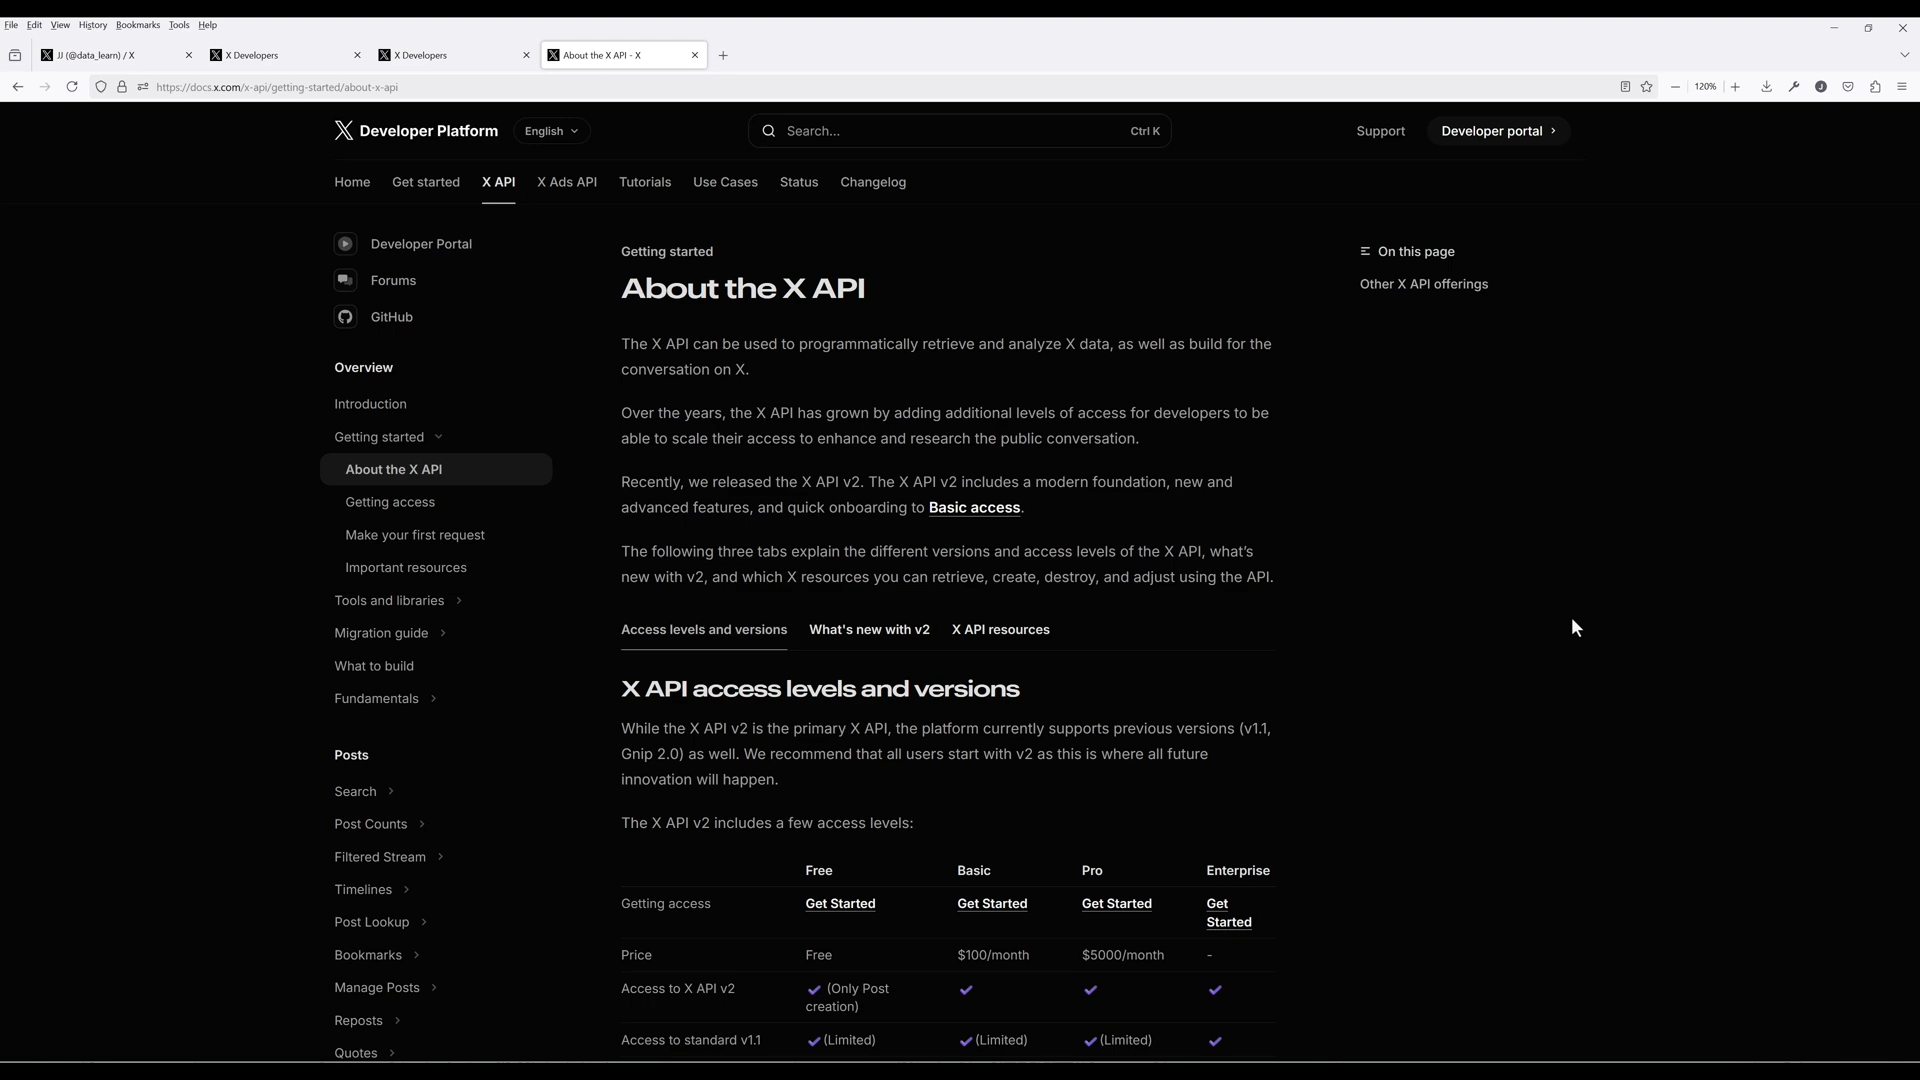 File Edit View History Bookmarks Tools Help
JJ (@data_learn) / X
X Developers
X Developers
About the X API - X
https://docs.x.com/x-api/getting-started/about-x-api
120%
Developer Platform
English
Search...
Ctrl K
Support
Developer portal
Home
Get started
X API
X Ads API
Tutorials
Use Cases
Status
Changelog
Developer Portal
Forums
GitHub
Overview
Introduction
Getting started
About the X API
Getting access
Make your first request
Important resources
Tools and libraries
Migration guide
What to build
Fundamentals
Posts
Search
Post Counts
Filtered Stream
Timelines
Post Lookup
Bookmarks
Manage Posts
Reposts
Quotes
Getting started
About the X API
The X API can be used to programmatically retrieve and analyze X data, as well as build for the
conversation on X.
Over the years, the X API has grown by adding additional levels of access for developers to be
able to scale their access to enhance and research the public conversation.
Recently, we released the X API v2. The X API v2 includes a modern foundation, new and
advanced features, and quick onboarding to Basic access.
The following three tabs explain the different versions and access levels of the X API, what's
new with v2, and which X resources you can retrieve, create, destroy, and adjust using the API.
Access levels and versions
What's new with v2
X API resources
X API access levels and versions
While the X API v2 is the primary X API, the platform currently supports previous versions (v1.1,
Gnip 2.0) as well. We recommend that all users start with v2 as this is where all future
innovation will happen.
The X API v2 includes a few access levels:
Free Basic Pro Enterprise
Getting access Get Started Get Started Get Started Get
Started
Price Free $100/month $5000/month -
Access to X API v2 ✔ (Only Post ✔ ✔ ✔
creation)
Access to standard v1.1 ✔(Limited) ✔(Limited) ✔(Limited) ✔
On this page
Other X API offerings